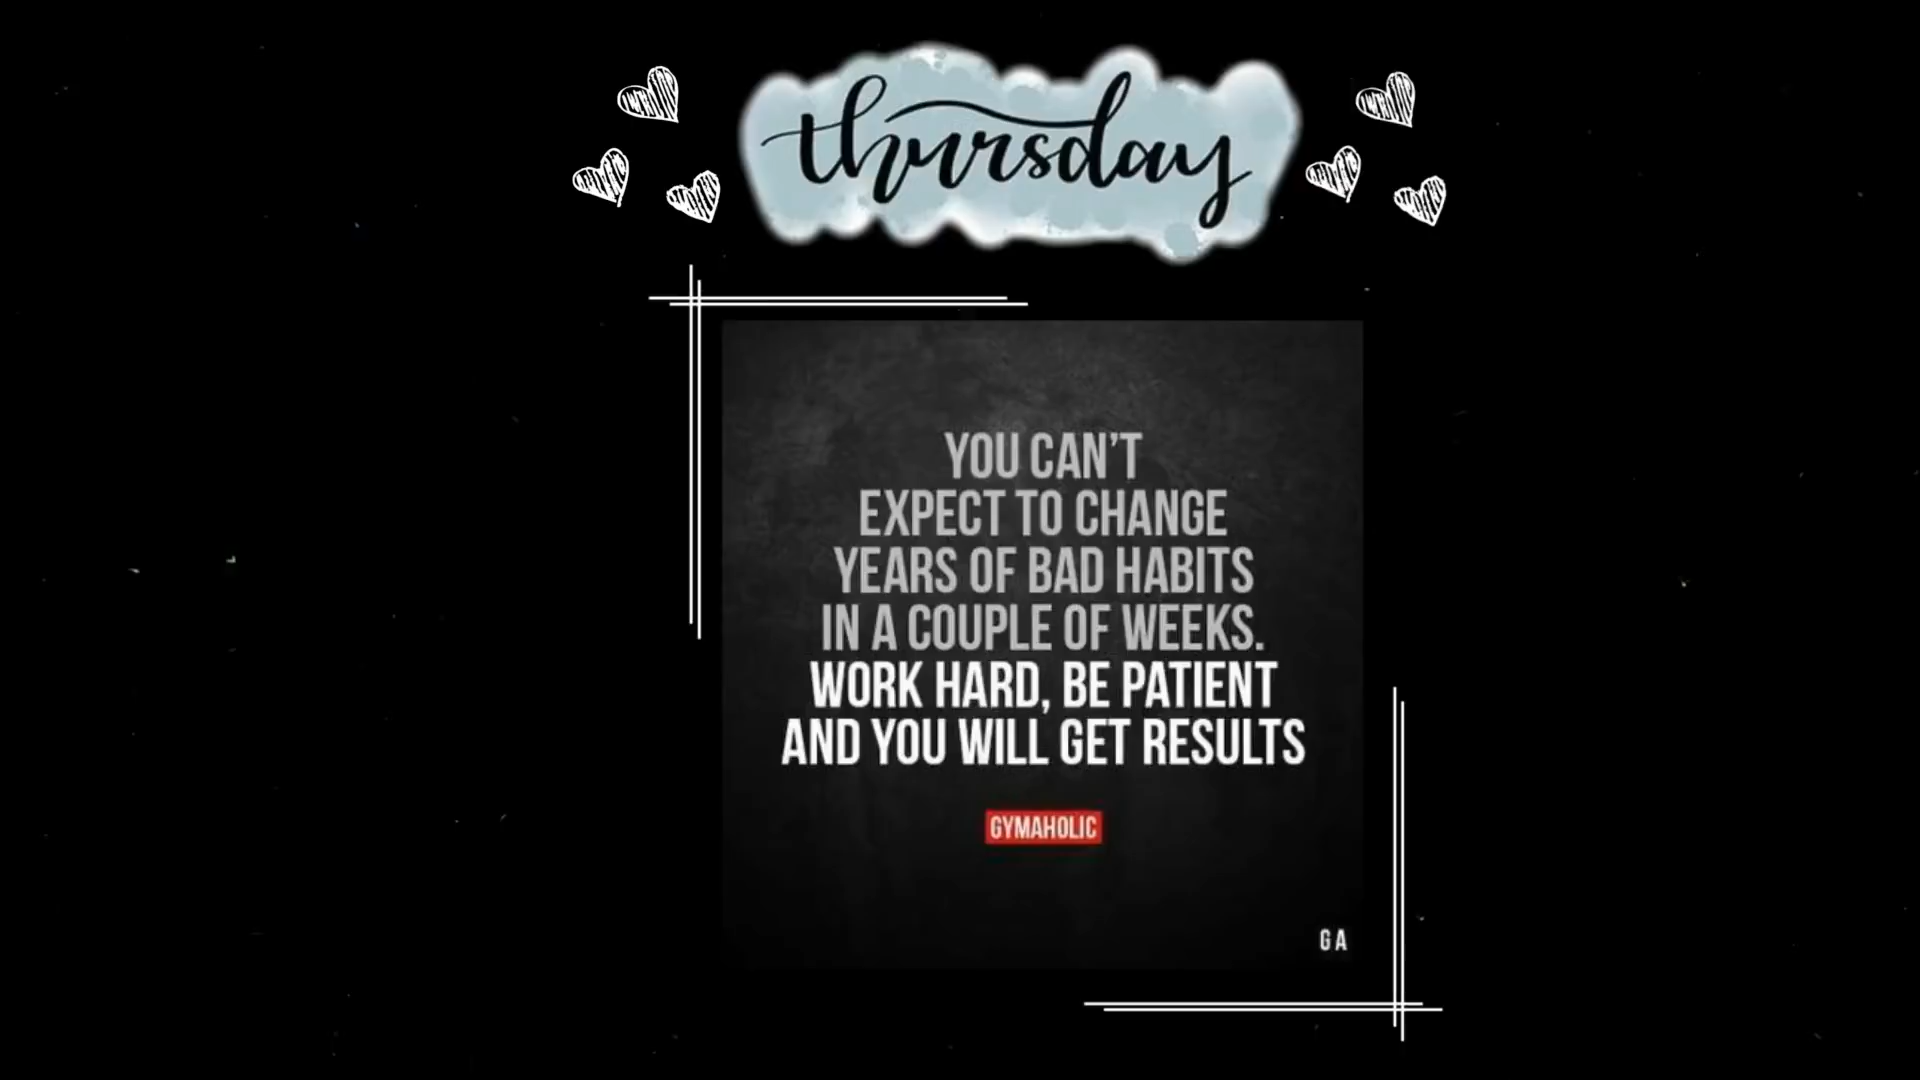 thursday
YOU CAN'T
EXPECT TO CHANGE
YEARS OF BAD HABITS
IN A COUPLE OF WEEKS.
WORK HARD, BE PATIENT
AND YOU WILL GET RESULTS
GYMAHOLIC
GA